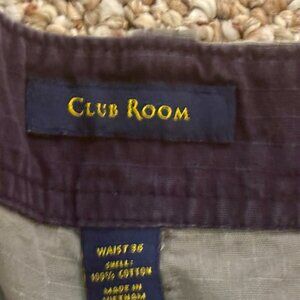 CLUB ROOM
WAIST 36
SHELL:
100% COTTON
MADE IN
VIETNAM